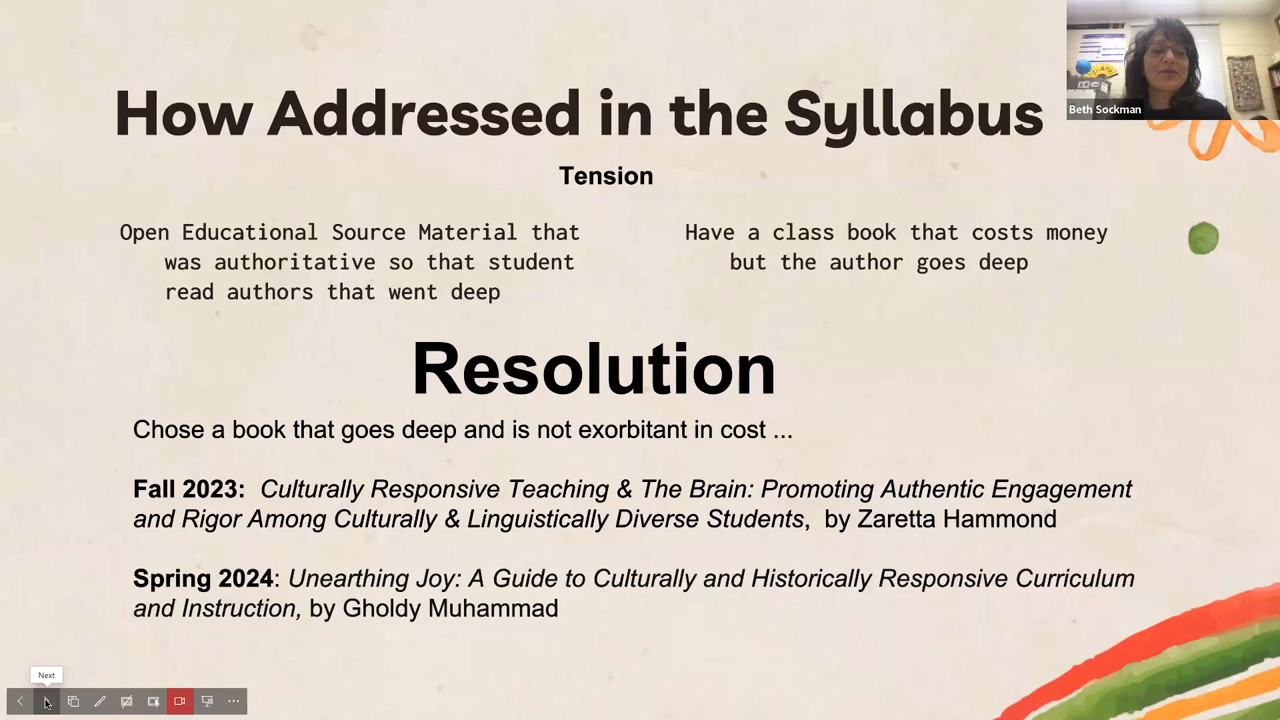 How Addressed in the Syllabus
Beth Sockman
Tension
Open Educational Source Material that
was authoritative so that student
read authors that went deep
Have a class book that costs money
but the author goes deep
Resolution
Chose a book that goes deep and is not exorbitant in cost ...
Fall 2023: Culturally Responsive Teaching & The Brain: Promoting Authentic Engagement
and Rigor Among Culturally & Linguistically Diverse Students, by Zaretta Hammond
Spring 2024: Unearthing Joy: A Guide to Culturally and Historically Responsive Curriculum
and Instruction, by Gholdy Muhammad
Next